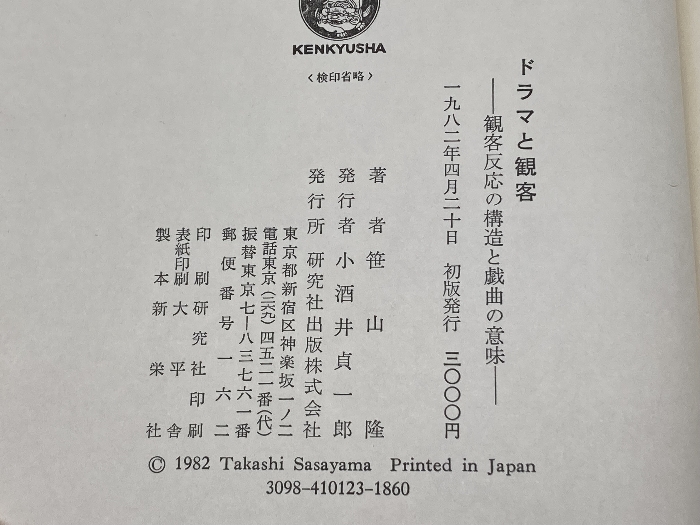 KENKYUSHA
〈検印省略〉
ドラマと観客
──観客反応の構造と戯曲の意味──
一九八二年四月二十日 初版発行 三〇〇〇円
著者 笹山隆
発行者 小酒井貞一郎
発行所 研究社出版株式会社
東京都新宿区神楽坂一ノ二
電話東京(二六九)四五二一番(代)
振替東京七―八三七六一番
郵便番号一六二
印刷 研究社印刷
表紙印刷 大平舎
製本 新栄社
© 1982 Takashi Sasayama Printed in Japan
3098-410123-1860